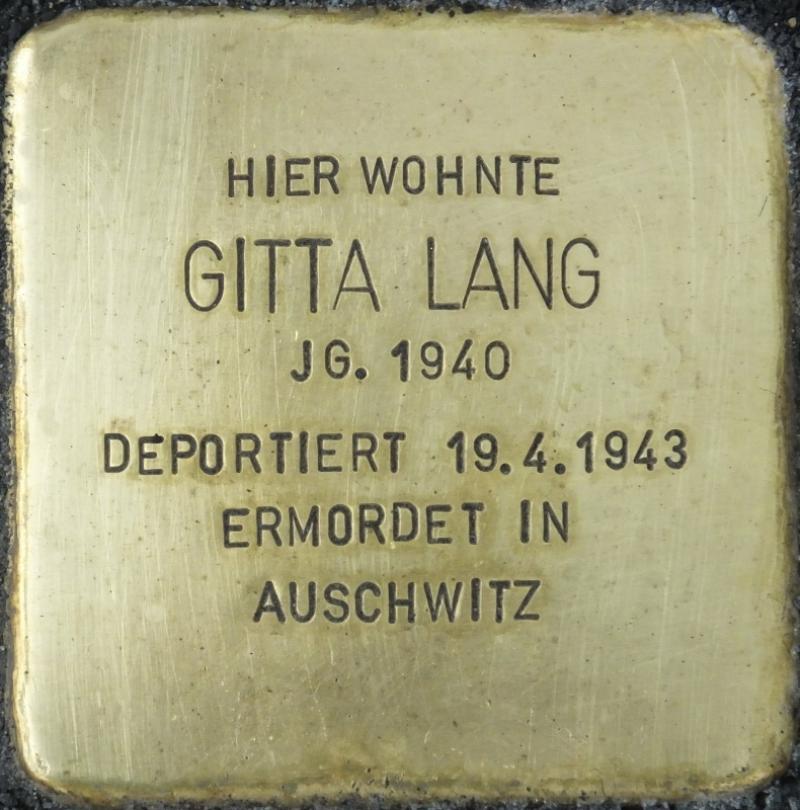 HIER WOHNTE
GITTA LANG
JG. 1940
DEPORTIERT 19.4.1943
ERMORDET IN
AUSCHWITZ